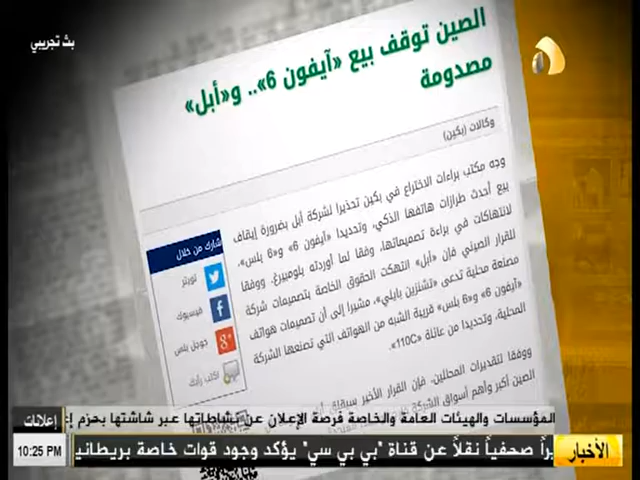 بث تجريبي
الصين توقف بيع «آيفون 6».. و«أبل»
مصدومة
وكالات (بكين)
وجه مكتب براءات الاختراع في بكين تحذيرا لشركة أبل بضرورة إيقاف
بيع أحدث طرازات هاتفها الذكي، وتحديدا «آيفون 6» و«6 بلس»،
لانتهاكات في براءة تصميماتها، وفقا لما أوردته بلومبيرغ. ووفقا
للقرار الصيني فإن «أبل» انتهكت الحقوق الخاصة بتصميمات شركة
مصنعة محلية تدعى «تشنزين بايلي»، مشيرا إلى أن تصميمات هواتف
«آيفون 6» و«6 بلس» قريبة الشبه من الهواتف التي تصنعها الشركة
المحلية، وتحديدا من عائلة «110C».
ووفقا لتقديرات المحللين، فإن القرار الأخير سيقلق
الصين أكبر وأهم أسواق الشركة
شارك من خلال
تويتر
فيسبوك
جوجل بلس
اكتب رأيك
إعلانات
المؤسسات والهيئات العامة والخاصة فرصة الإعلان عن نشاطاتها عبر شاشتها بحزم
10:25 PM
يراً صحفياً نقلاً عن قناة "بي بي سي" يؤكد وجود قوات خاصة بريطاني
الأخبار